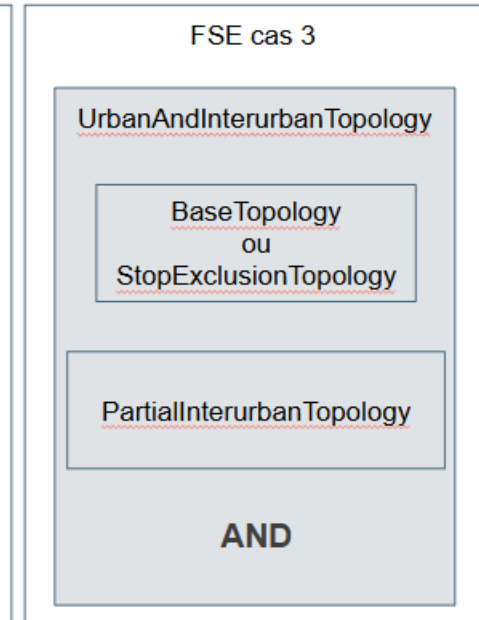 FSE cas 3
UrbanAndInterurbanTopology
BaseTopology
ou
StopExclusionTopology
PartialInterurbanTopology
AND